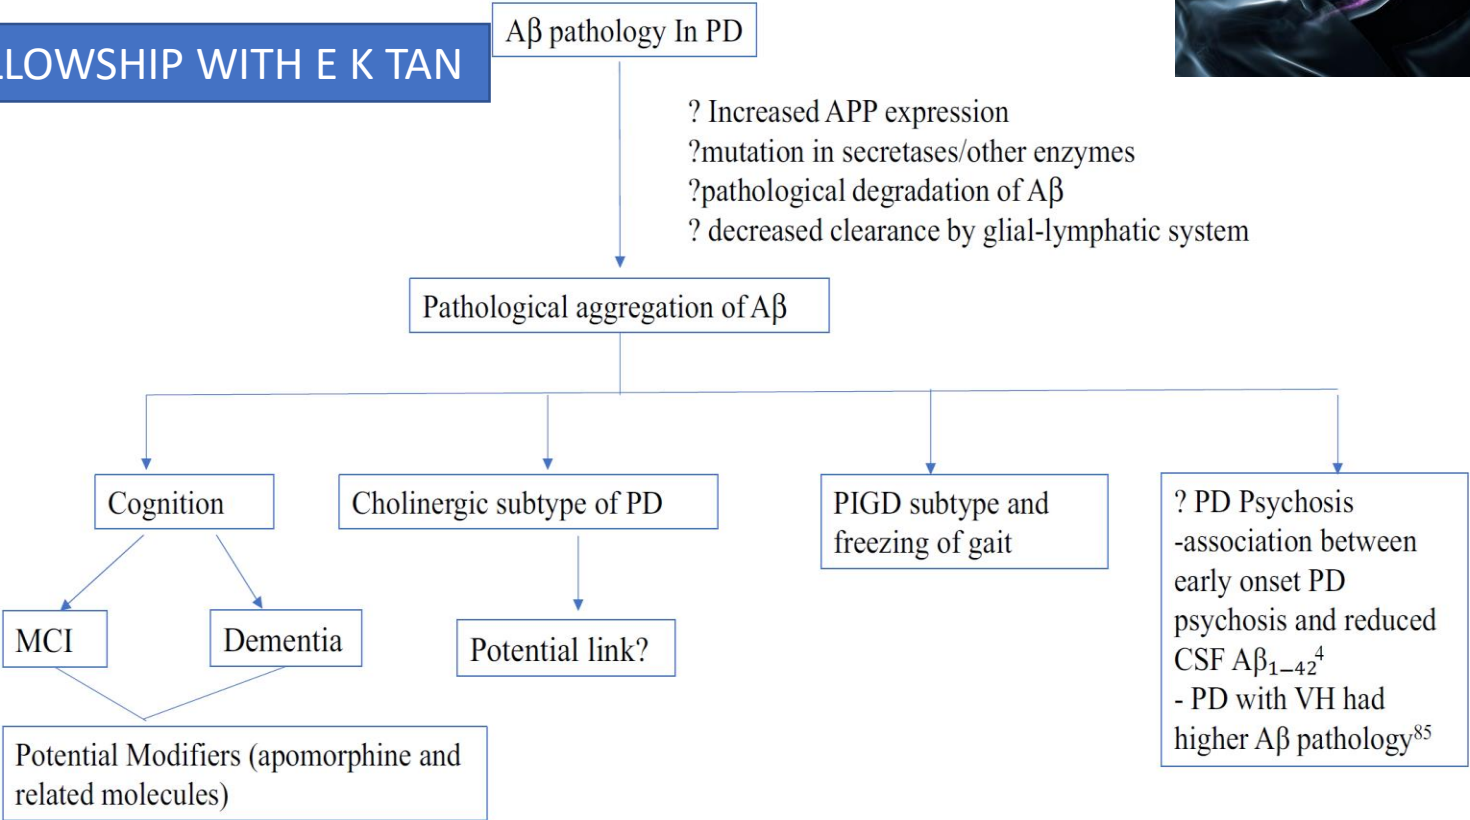 WITH E K TAN
Aβ pathology In PD
? Increased APP expression
?mutation in secretases/other enzymes
?pathological degradation of Aβ
? decreased clearance by glial-lymphatic system
Pathological aggregation of Aβ
Cognition
Cholinergic subtype of PD
PIGD subtype and
freezing of gait
? PD Psychosis
-association between
early onset PD
psychosis and reduced
CSF Aβ₁₋₄₂⁴
- PD with VH had
higher Aβ pathology⁸⁵
MCI
Dementia
Potential link?
Potential Modifiers (apomorphine and
related molecules)